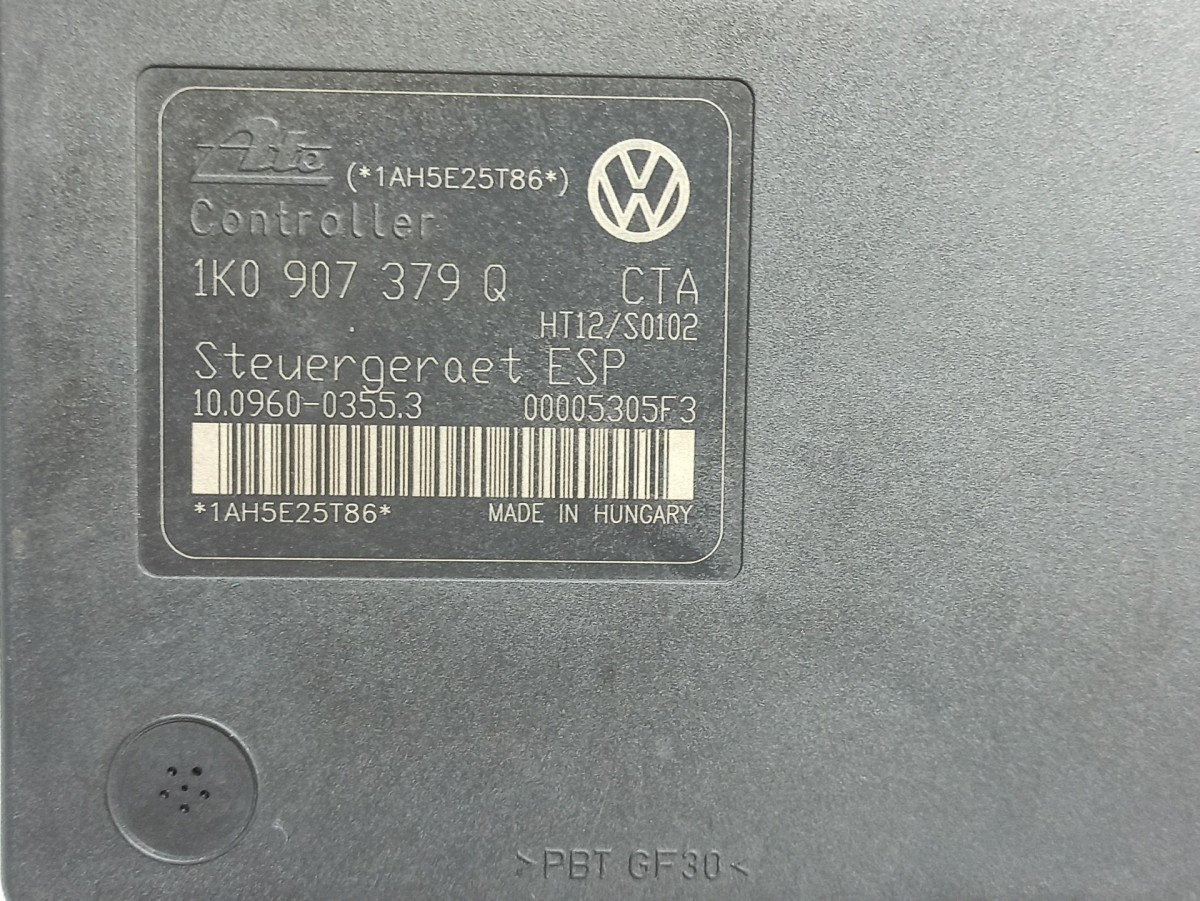 Ate (*1AH5E25T86*)
Controller
1K0 907 379 Q CTA
HT12/S0102
Steuergeraet ESP
10.0960-0355.3 00005305F3
*1AH5E25T86* MADE IN HUNGARY
>PBT GF30<